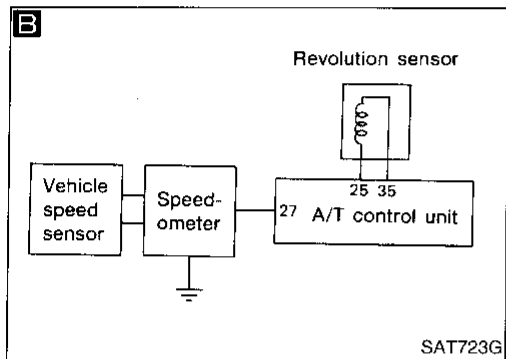 B
Revolution sensor
Vehicle
speed
sensor
Speed-
ometer
25 35
27 A/T control unit
SAT723G